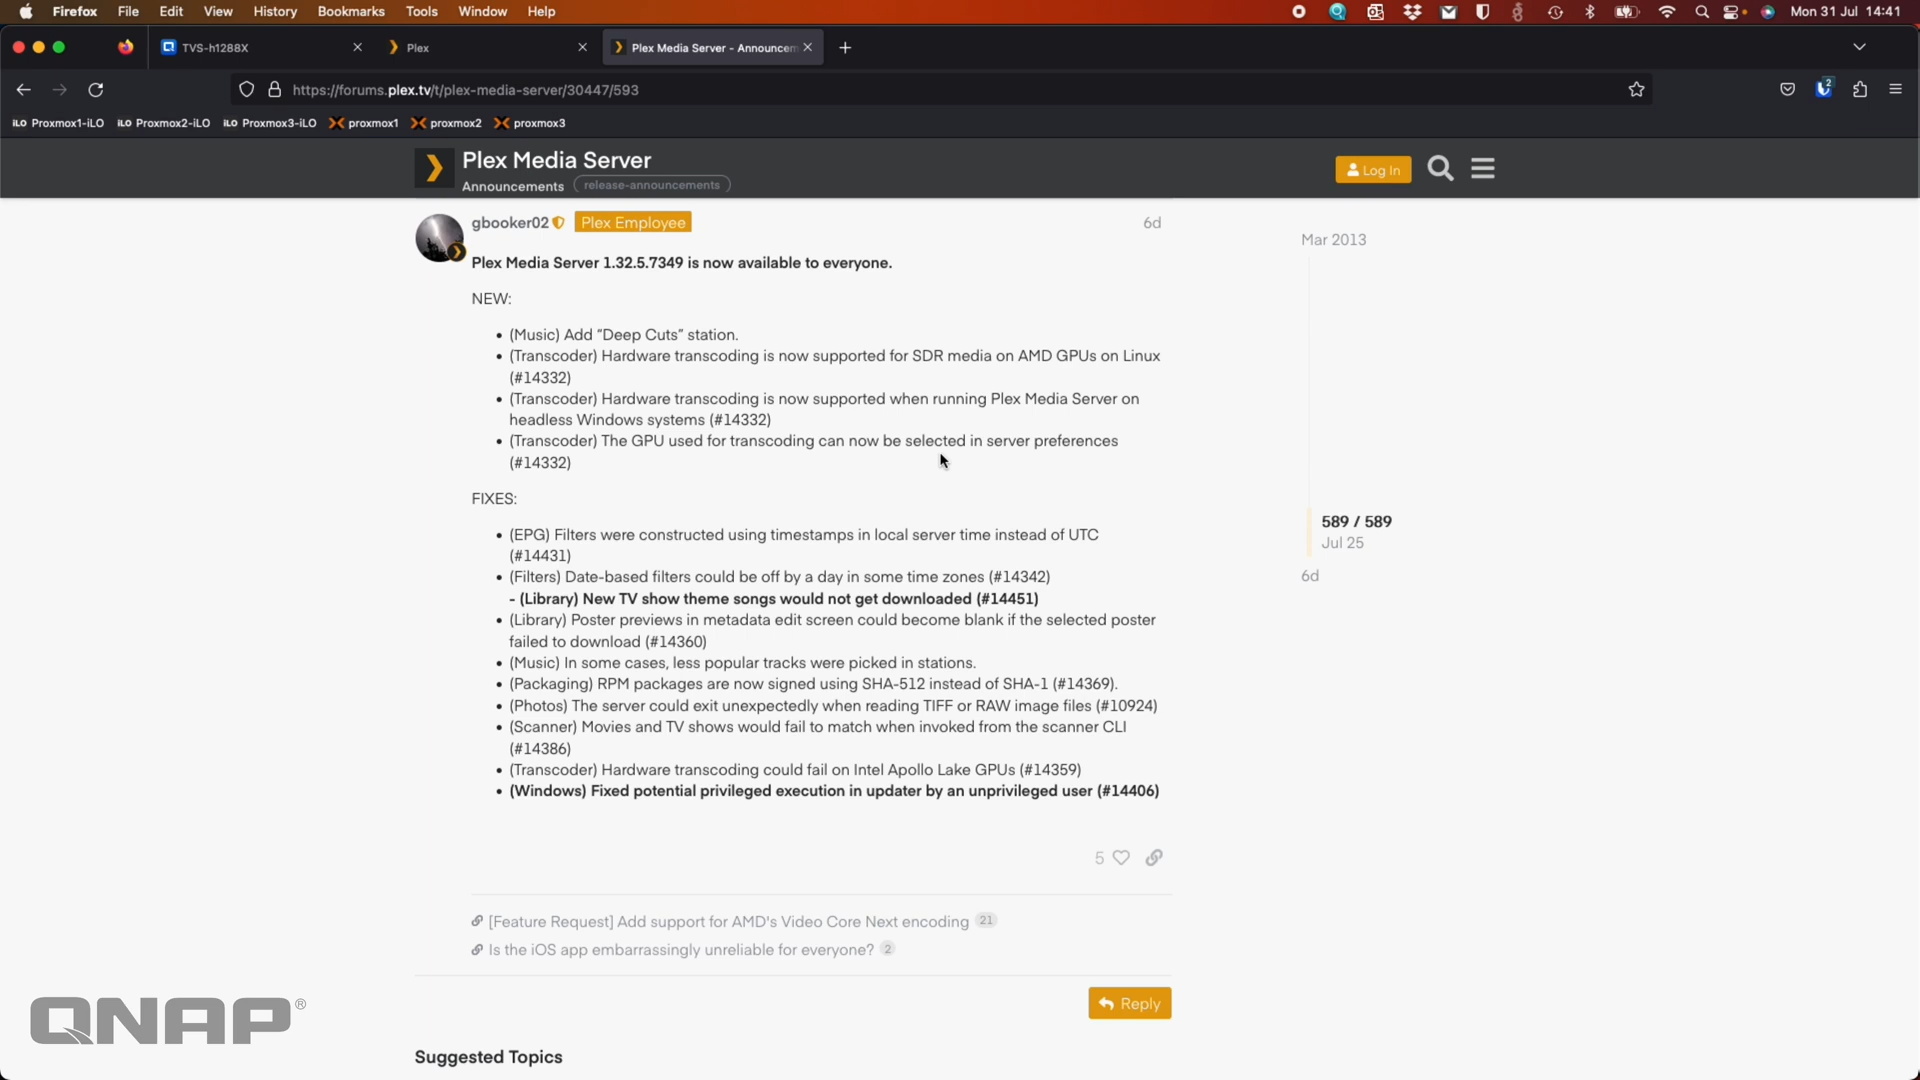 Firefox File Edit View History Bookmarks Tools Window Help Mon 31 Jul 14:41
TVS-h1288X Plex Plex Media Server - Announcem
https://forums.plex.tv/t/plex-media-server/30447/593 2
iLO Proxmox1-iLO iLO Proxmox2-iLO iLO Proxmox3-iLO proxmox1 proxmox2 proxmox3
Plex Media Server
Announcements release-announcements
Log In
gbooker02 Plex Employee 6d
Plex Media Server 1.32.5.7349 is now available to everyone.
NEW:
• (Music) Add “Deep Cuts” station.
• (Transcoder) Hardware transcoding is now supported for SDR media on AMD GPUs on Linux
(#14332)
• (Transcoder) Hardware transcoding is now supported when running Plex Media Server on
headless Windows systems (#14332)
• (Transcoder) The GPU used for transcoding can now be selected in server preferences
(#14332)
FIXES:
• (EPG) Filters were constructed using timestamps in local server time instead of UTC
(#14431)
• (Filters) Date-based filters could be off by a day in some time zones (#14342)
- (Library) New TV show theme songs would not get downloaded (#14451)
• (Library) Poster previews in metadata edit screen could become blank if the selected poster
failed to download (#14360)
• (Music) In some cases, less popular tracks were picked in stations.
• (Packaging) RPM packages are now signed using SHA-512 instead of SHA-1 (#14369).
• (Photos) The server could exit unexpectedly when reading TIFF or RAW image files (#10924)
• (Scanner) Movies and TV shows would fail to match when invoked from the scanner CLI
(#14386)
• (Transcoder) Hardware transcoding could fail on Intel Apollo Lake GPUs (#14359)
• (Windows) Fixed potential privileged execution in updater by an unprivileged user (#14406)
5
[Feature Request] Add support for AMD's Video Core Next encoding 21
Is the iOS app embarrassingly unreliable for everyone? 2
Reply
Suggested Topics
Mar 2013
589 / 589
Jul 25
6d
QNAP®